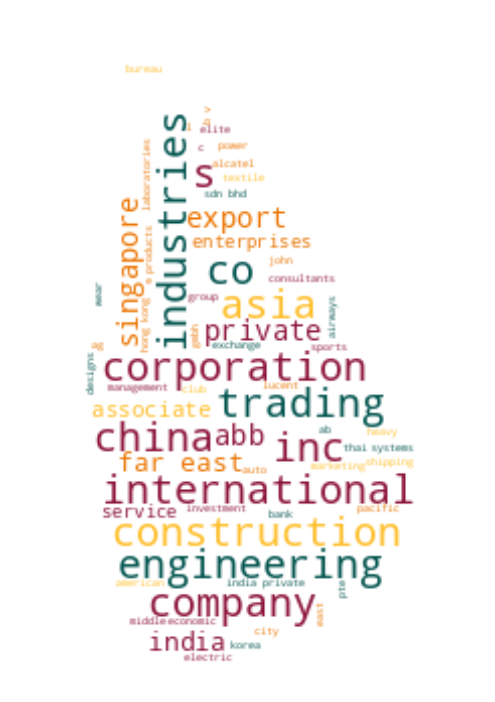 bureau
elite
c
power
industries
laboratories
s
alcatel
textile
sdn bhd
singapore
export
enterprises
co
john
consultants
wear
group
asia
m products
hong kong
gmbh
private
airways
exchange
sports
ag
designs
corporation
management
club
lucent
associate
trading
china
abb
inc
ab
heavy
thai
systems
far east
auto
marketing
shipping
international
service
investment
bank
pacific
construction
engineering
american
india private
pte
company
east
middle
economic
city
india
korea
electric